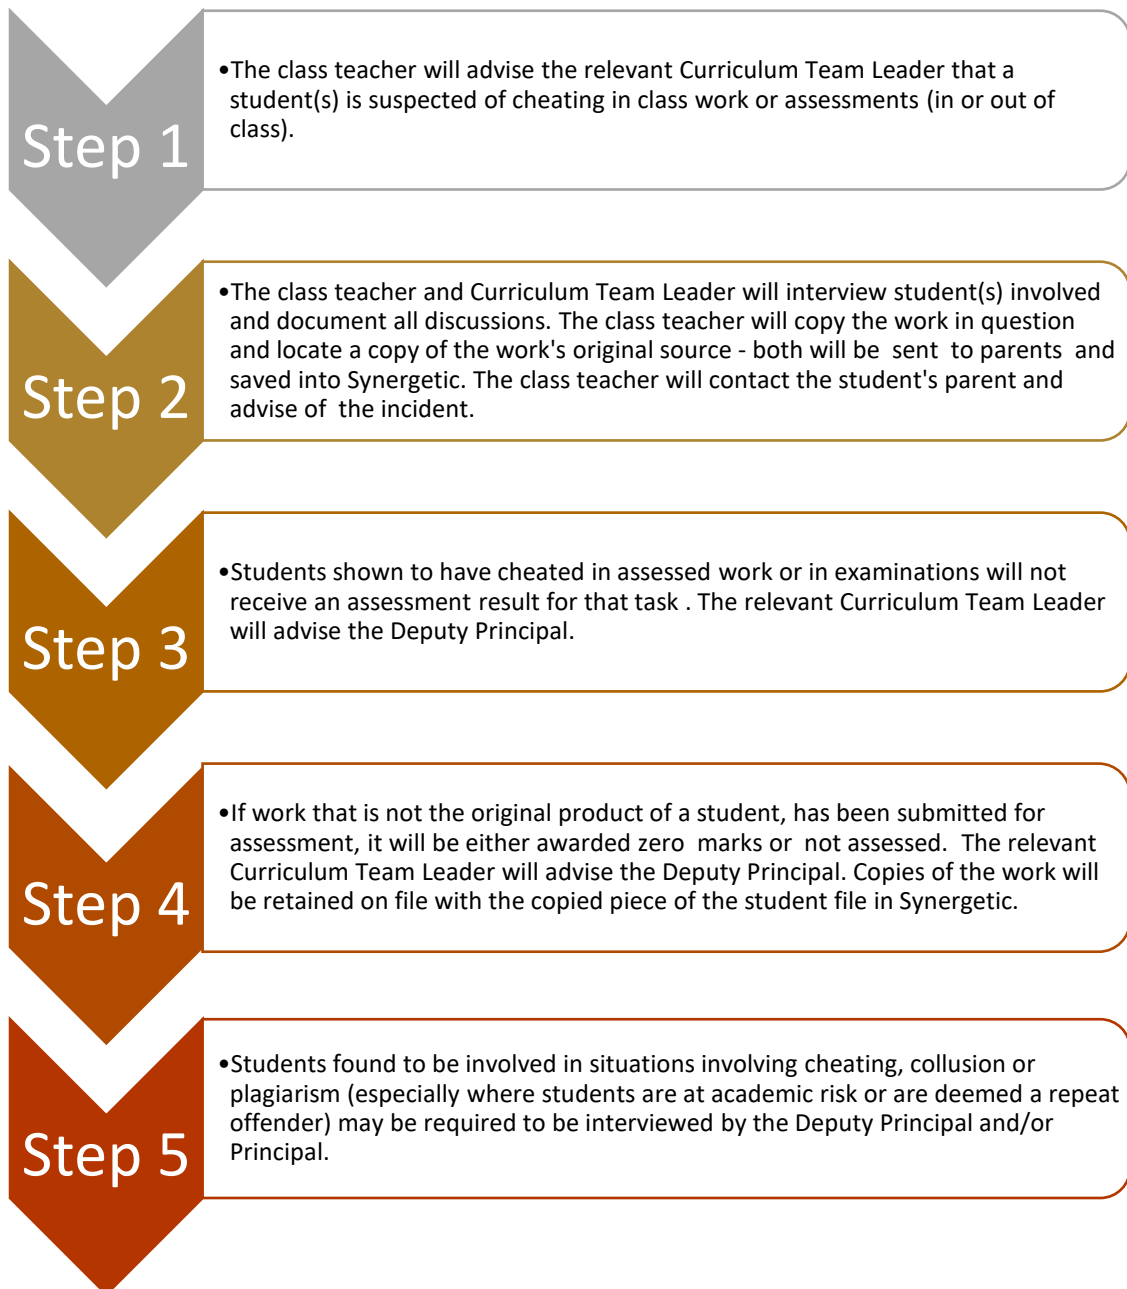 Step 1
•The class teacher will advise the relevant Curriculum Team Leader that a
student(s) is suspected of cheating in class work or assessments (in or out of
class).
Step 2
•The class teacher and Curriculum Team Leader will interview student(s) involved
and document all discussions. The class teacher will copy the work in question
and locate a copy of the work's original source - both will be  sent  to parents  and
saved into Synergetic. The class teacher will contact the student's parent and
advise of  the incident.
Step 3
•Students shown to have cheated in assessed work or in examinations will not
receive an assessment result for that task . The relevant Curriculum Team Leader
will advise the Deputy Principal.
Step 4
•If work that is not the original product of a student, has been submitted for
assessment, it will be either awarded zero  marks or  not assessed.  The relevant
Curriculum Team Leader will advise the Deputy Principal. Copies of the work will
be retained on file with the copied piece of the student file in Synergetic.
Step 5
•Students found to be involved in situations involving cheating, collusion or
plagiarism (especially where students are at academic risk or are deemed a repeat
offender) may be required to be interviewed by the Deputy Principal and/or
Principal.